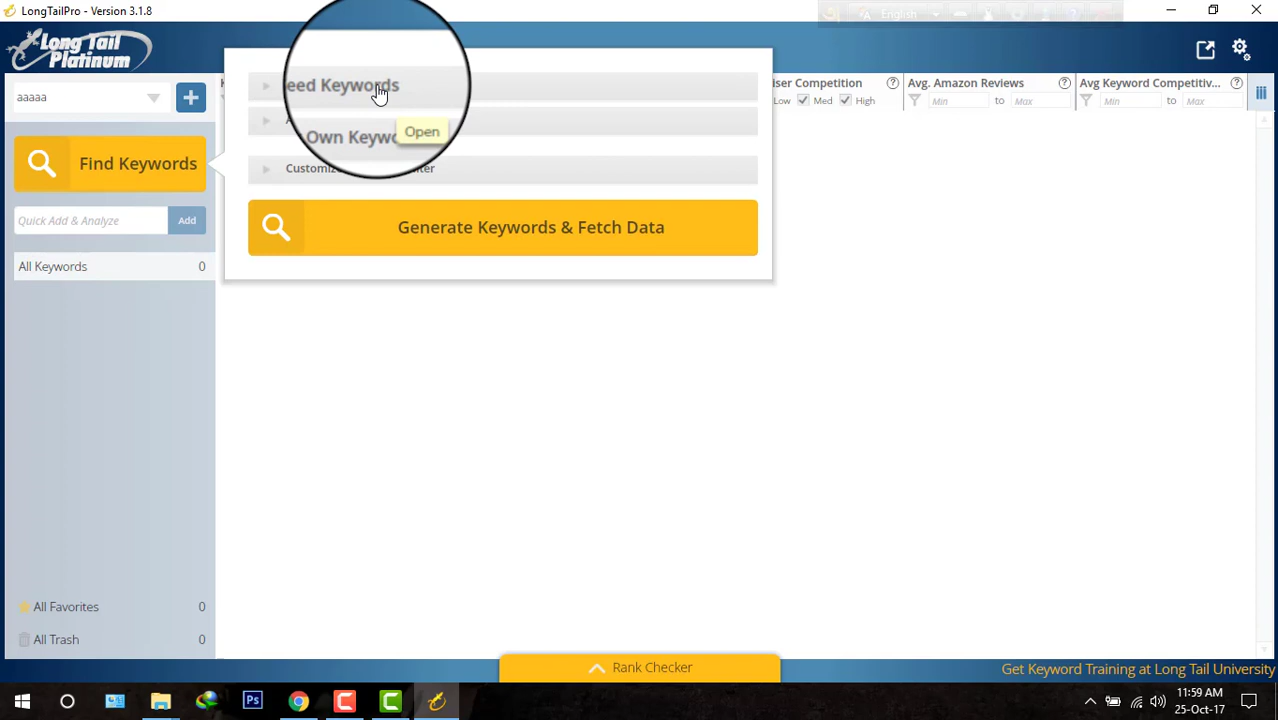 LongTailPro - Version 3.1.8
English
Long Tail
Platinum
aaaaa
Find Keywords
Quick Add & Analyze
Add
All Keywords 0
All Favorites 0
All Trash 0
eed Keywords
Own Keywo
Open
Generate Keywords & Fetch Data
Competition
Low Med High
Avg. Amazon Reviews
Min to Max
Avg Keyword Competitiv...
Min to Max
Rank Checker
Get Keyword Training at Long Tail University
Ps
11:59 AM
25-Oct-17